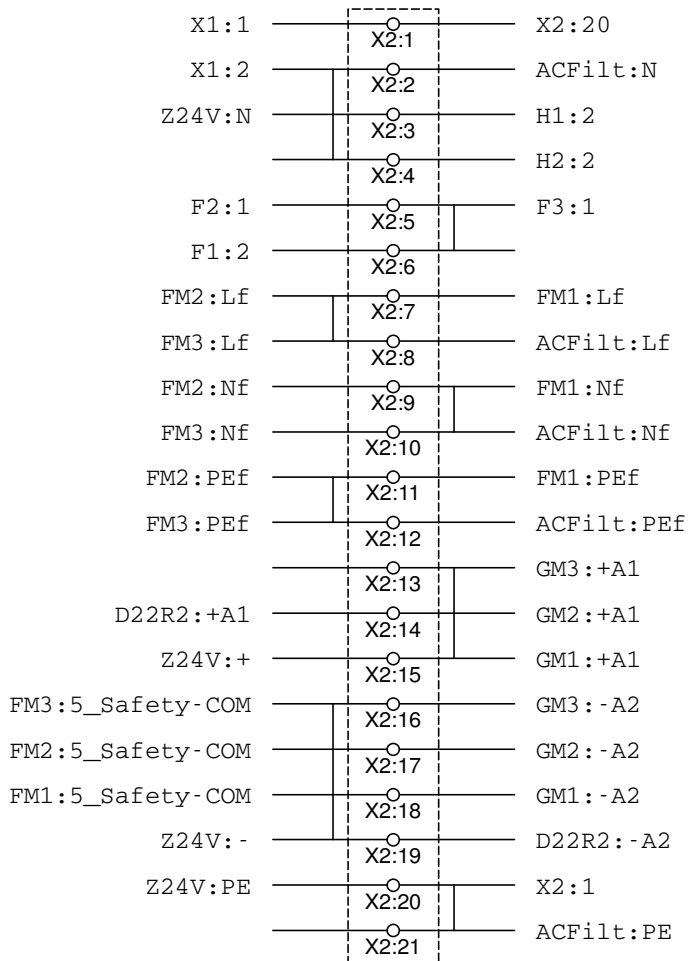 X1:1 X2:1 X2:20
X1:2 X2:2 ACFilt:N
Z24V:N X2:3 H1:2
X2:4 H2:2
F2:1 X2:5 F3:1
F1:2 X2:6
FM2:Lf X2:7 FM1:Lf
FM3:Lf X2:8 ACFilt:Lf
FM2:Nf X2:9 FM1:Nf
FM3:Nf X2:10 ACFilt:Nf
FM2:PEf X2:11 FM1:PEf
FM3:PEf X2:12 ACFilt:PEf
X2:13 GM3:+A1
D22R2:+A1 X2:14 GM2:+A1
Z24V:+ X2:15 GM1:+A1
FM3:5_Safety-COM X2:16 GM3:-A2
FM2:5_Safety-COM X2:17 GM2:-A2
FM1:5_Safety-COM X2:18 GM1:-A2
Z24V:- X2:19 D22R2:-A2
Z24V:PE X2:20 X2:1
X2:21 ACFilt:PE